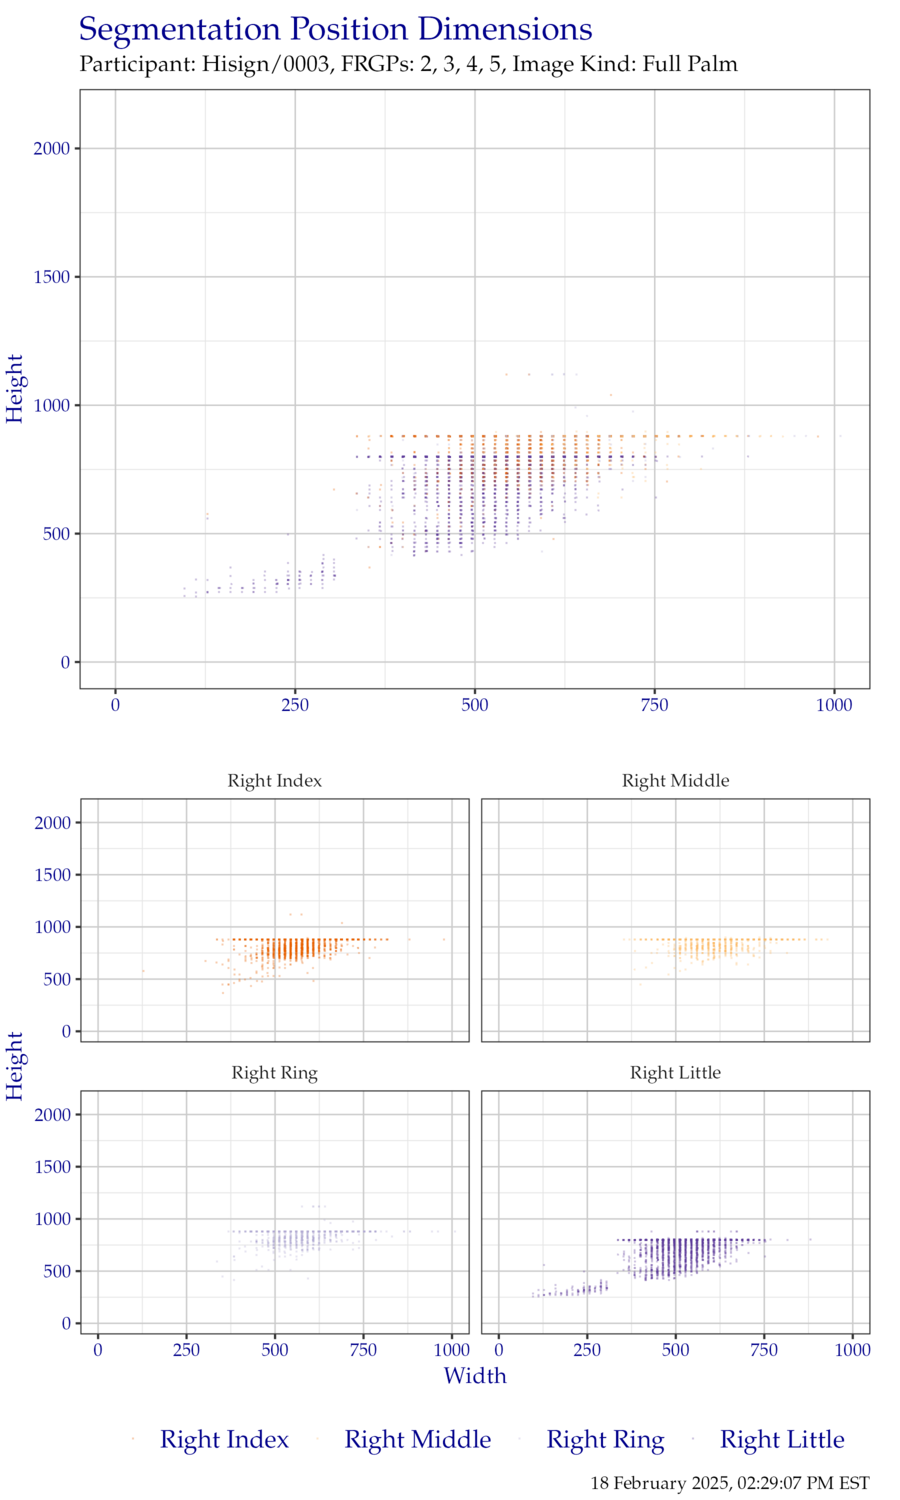 Segmentation Position Dimensions
Participant: Hisign/0003, FRGPs: 2, 3, 4, 5, Image Kind: Full Palm
Height
2000
1500
1000
500
0
0 250 500 750 1000
Right Index Right Middle
2000
1500
1000
500
0
Height
Right Ring Right Little
2000
1500
1000
500
0
0 250 500 750 1000 0 250 500 750 1000
Width
Right Index Right Middle Right Ring Right Little
18 February 2025, 02:29:07 PM EST